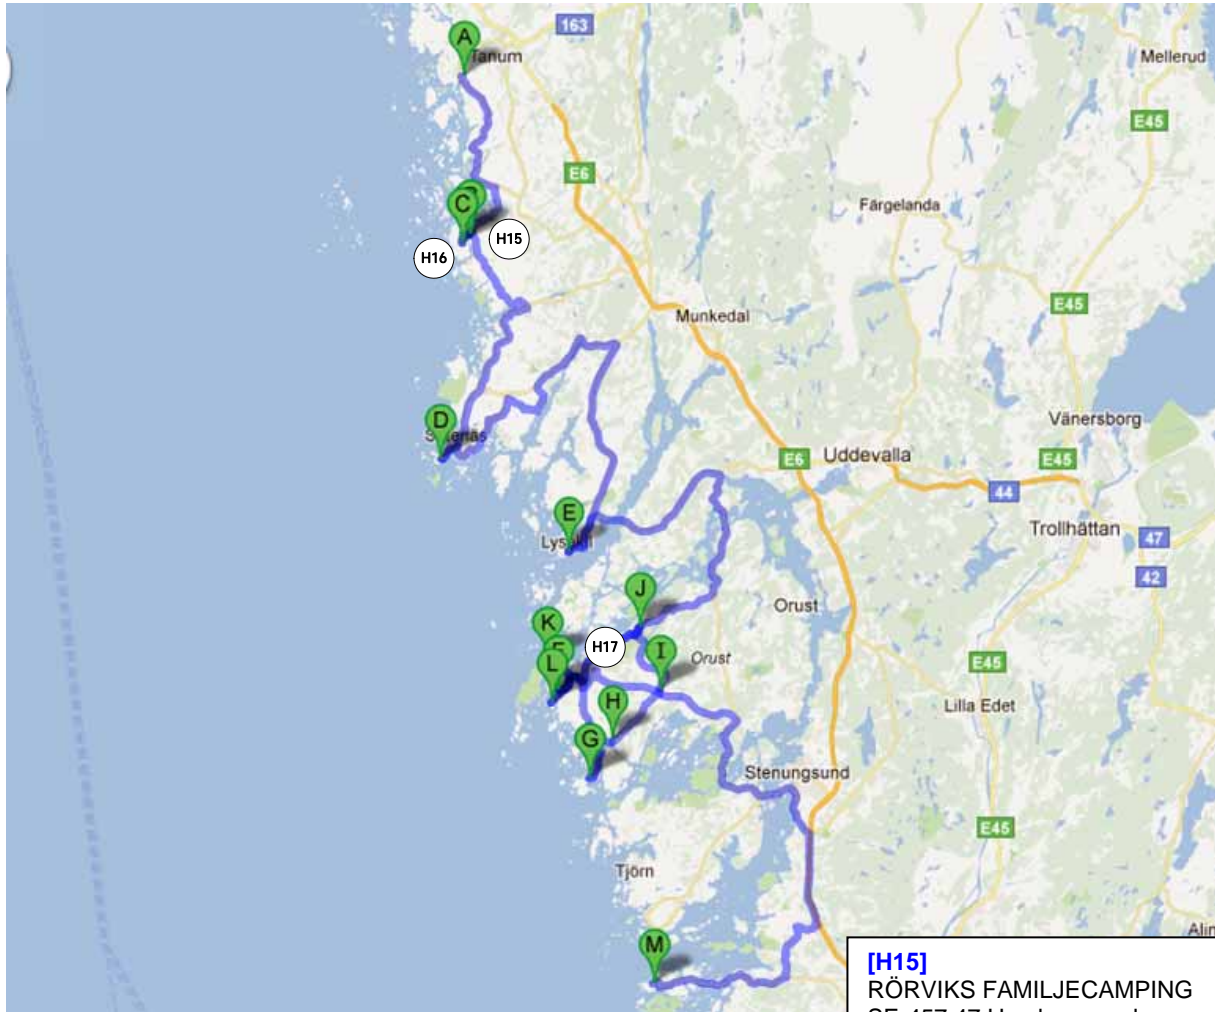 163
A
Tanum
Mellerud
E45
E6
Färgelanda
C
H15
H16
E45
Munkedal
D
Vänersborg
E6
Uddevalla
E45
44
E
Trollhättan
47
42
J
Orust
K
H17
I
Orust
E45
L
H
Lilla Edet
G
Stenungsund
E45
Tjörn
M
[H15]
RÖRVIKS FAMILJECAMPING